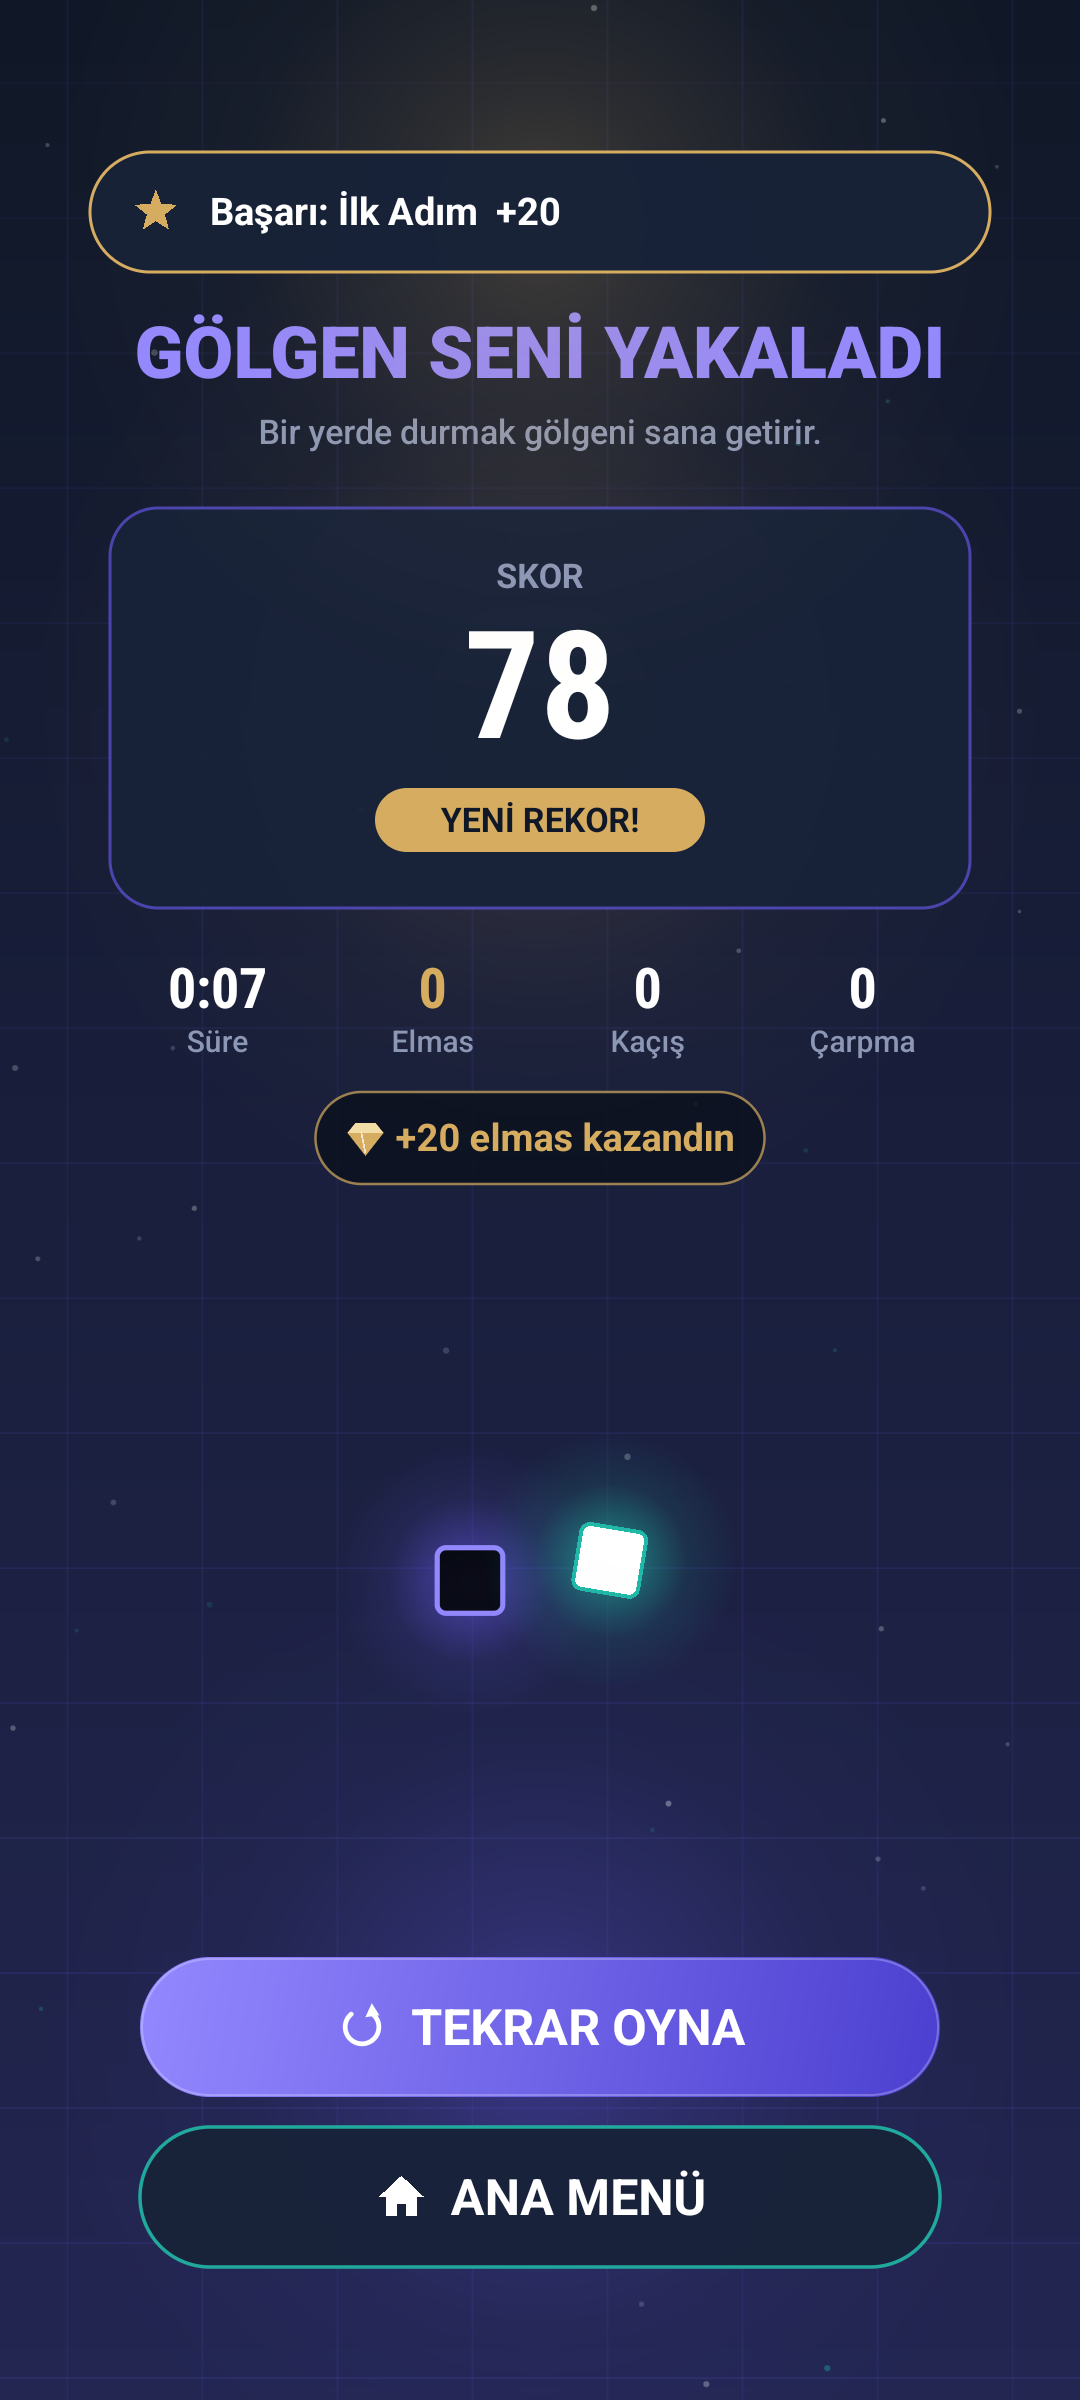 Başarı: İlk Adım +20
GÖLGEN SENİ YAKALADI
Bir yerde durmak gölgeni sana getirir.
SKOR
78
YENİ REKOR!
0:07 0 0 0
Süre Elmas Kaçış Çarpma
+20 elmas kazandın
TEKRAR OYNA
ANA MENÜ